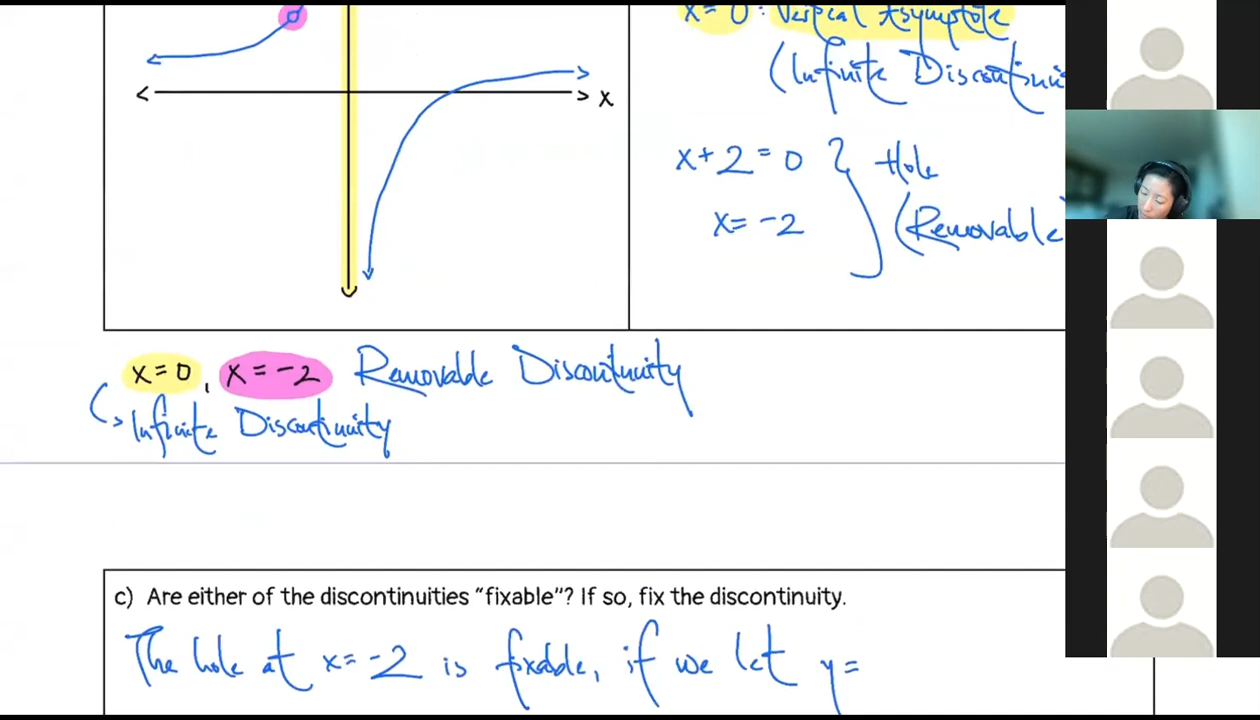 x = 0 : Vertical Asymptote
(Infinite
x
x + 2 = 0 } Hole
x = -2 (Removable
x = 0, x = -2 Removable Discontinuity
Infinite Discontinuity
c) Are either of the discontinuities "fixable"? If so, fix the discontinuity.
The hole at x = -2 is fixable, if we let y =